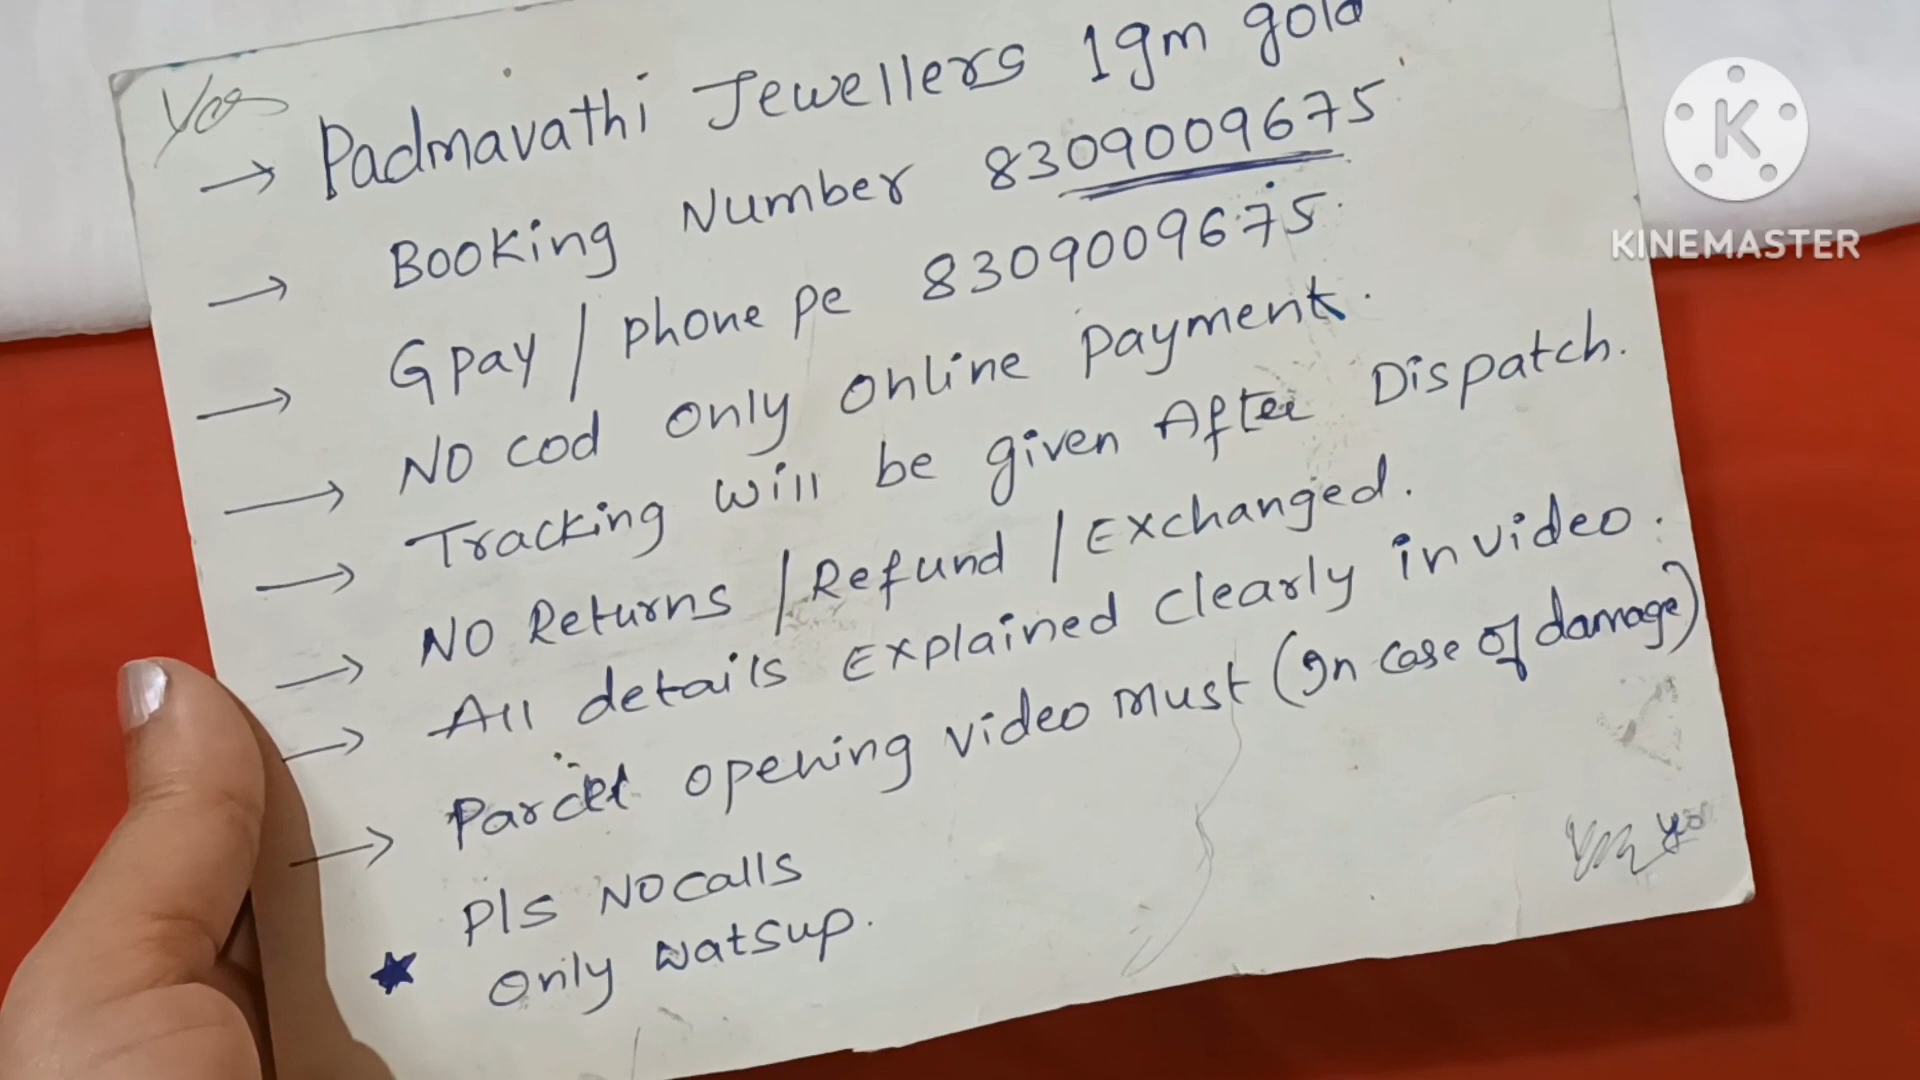 Padmavathi Jewellers 1gm gold
Booking Number 8309009675
Gpay / phone pe 8309009675
NO cod only online payment.
Tracking will be given After Dispatch.
NO Returns / Refund / Exchanged.
All details Explained clearly in video.
Parcel opening video must (In case of damage)
Pls NO calls
only watsup.
K
KINEMASTER